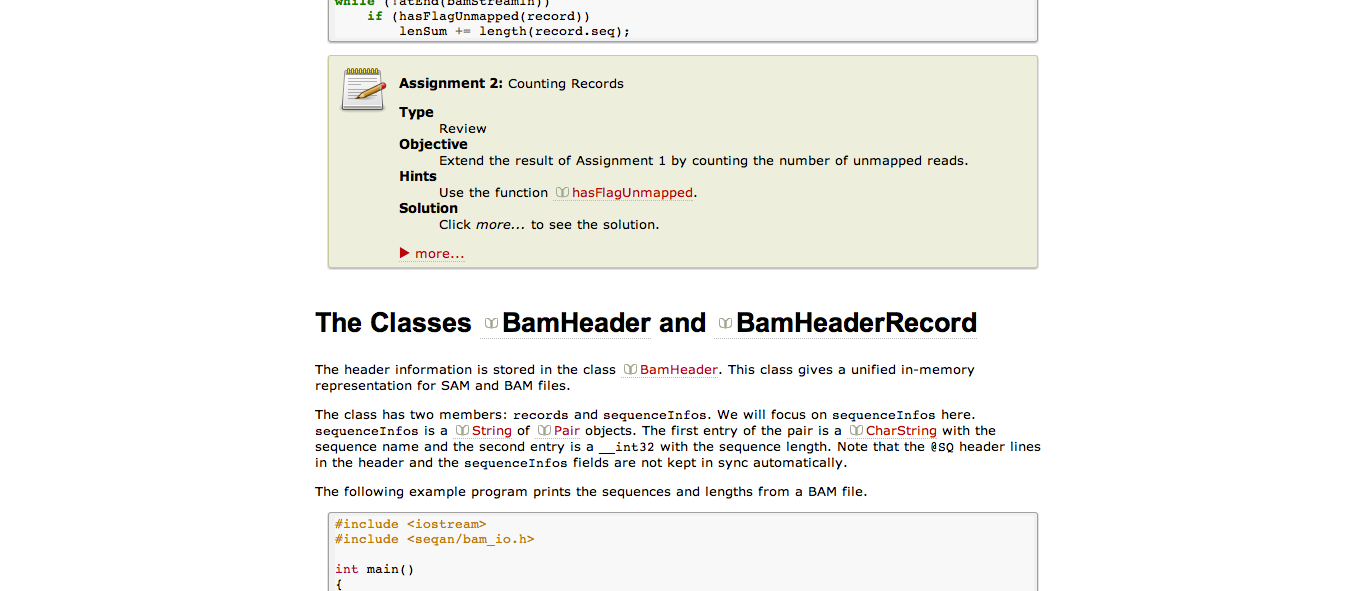 while (!atEnd(bamStreamIn))
if (hasFlagUnmapped(record))
lenSum += length(record.seq);
Assignment 2: Counting Records
Type
Review
Objective
Extend the result of Assignment 1 by counting the number of unmapped reads.
Hints
Use the function hasFlagUnmapped.
Solution
Click more... to see the solution.
more...
The Classes BamHeader and BamHeaderRecord
The header information is stored in the class BamHeader. This class gives a unified in-memory
representation for SAM and BAM files.
The class has two members: records and sequenceInfos. We will focus on sequenceInfos here.
sequenceInfos is a String of Pair objects. The first entry of the pair is a CharString with the
sequence name and the second entry is a __int32 with the sequence length. Note that the @SQ header lines
in the header and the sequenceInfos fields are not kept in sync automatically.
The following example program prints the sequences and lengths from a BAM file.
#include <iostream>
#include <seqan/bam_io.h>
int main()
{